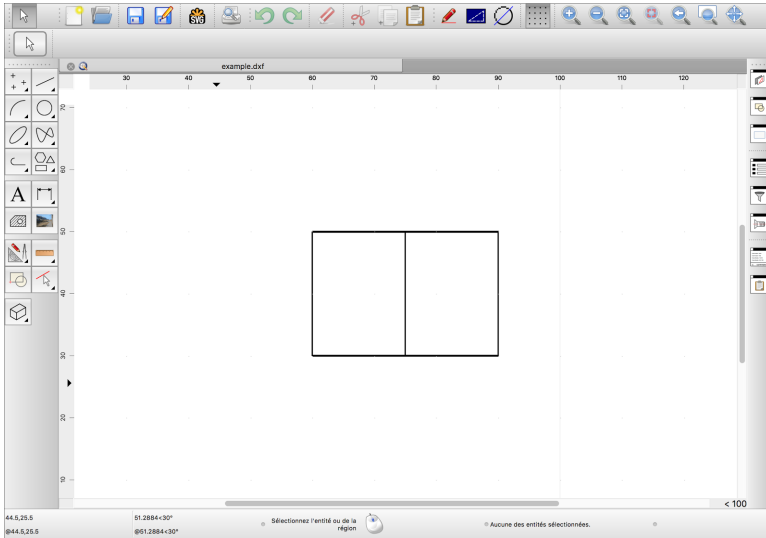 SVG
example.dxf
30 40 50 60 70 80 90 100 110 120
70
60
50
40
30
20
10
A
< 100
44.5,25.5
@44.5,25.5
51.2884<30°
@51.2884<30°
Sélectionnez l'entité ou de la
région
Aucune des entités sélectionnées.